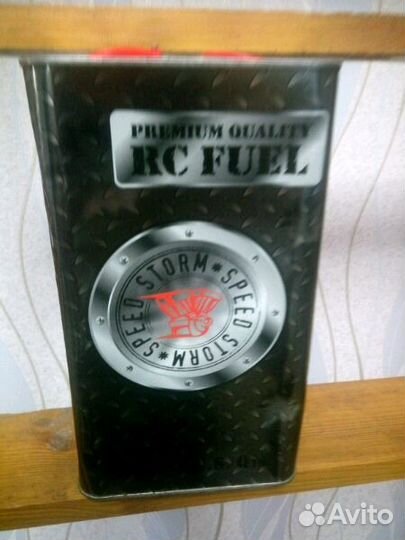 PREMIUM QUALITY
RC FUEL
SPEED STORM
SPEED STORM
Avito